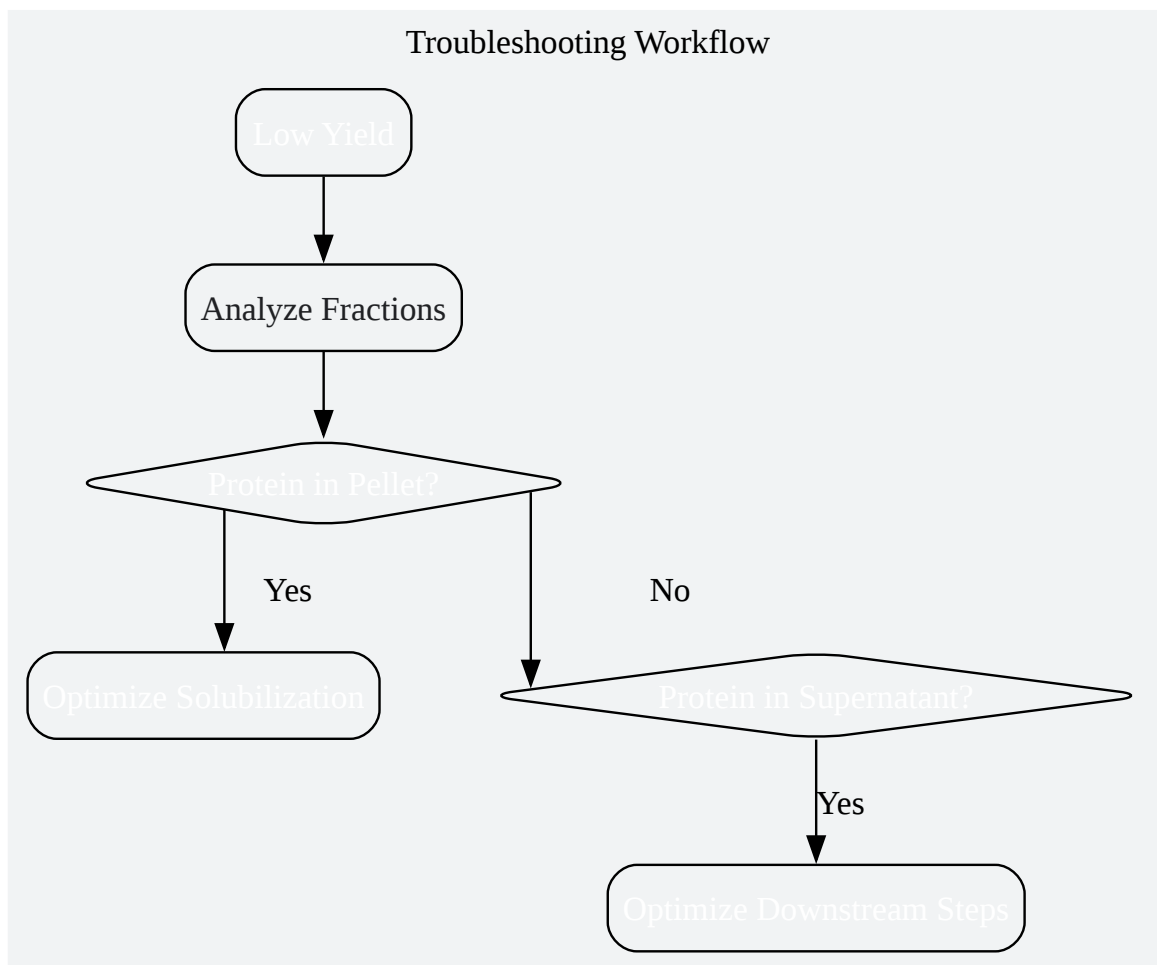 Troubleshooting Workflow
Low Yield
Analyze Fractions
Protein in Pellet?
Yes
No
Optimize Solubilization
Protein in Supernatant?
Yes
Optimize Downstream Steps